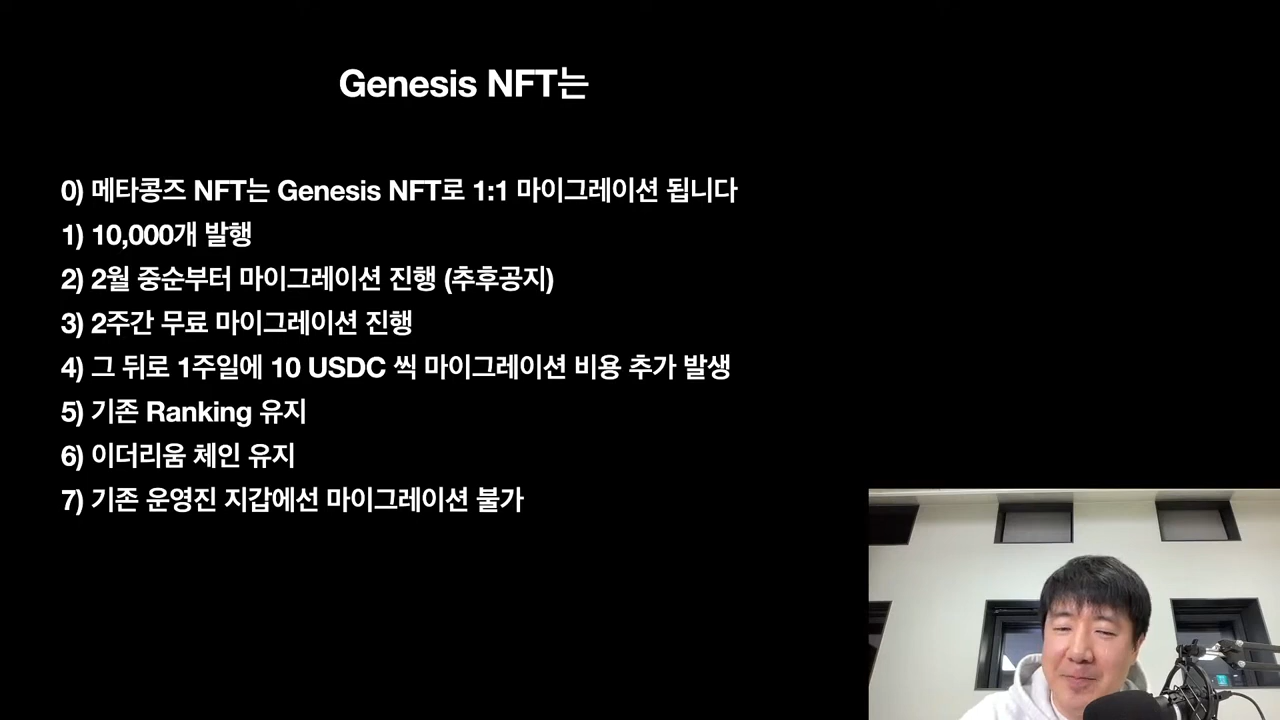 Genesis NFT는
0) 메타콩즈 NFT는 Genesis NFT로 1:1 마이그레이션 됩니다
1) 10,000개 발행
2) 2월 중순부터 마이그레이션 진행 (추후공지)
3) 2주간 무료 마이그레이션 진행
4) 그 뒤로 1주일에 10 USDC 씩 마이그레이션 비용 추가 발생
5) 기존 Ranking 유지
6) 이더리움 체인 유지
7) 기존 운영진 지갑에선 마이그레이션 불가